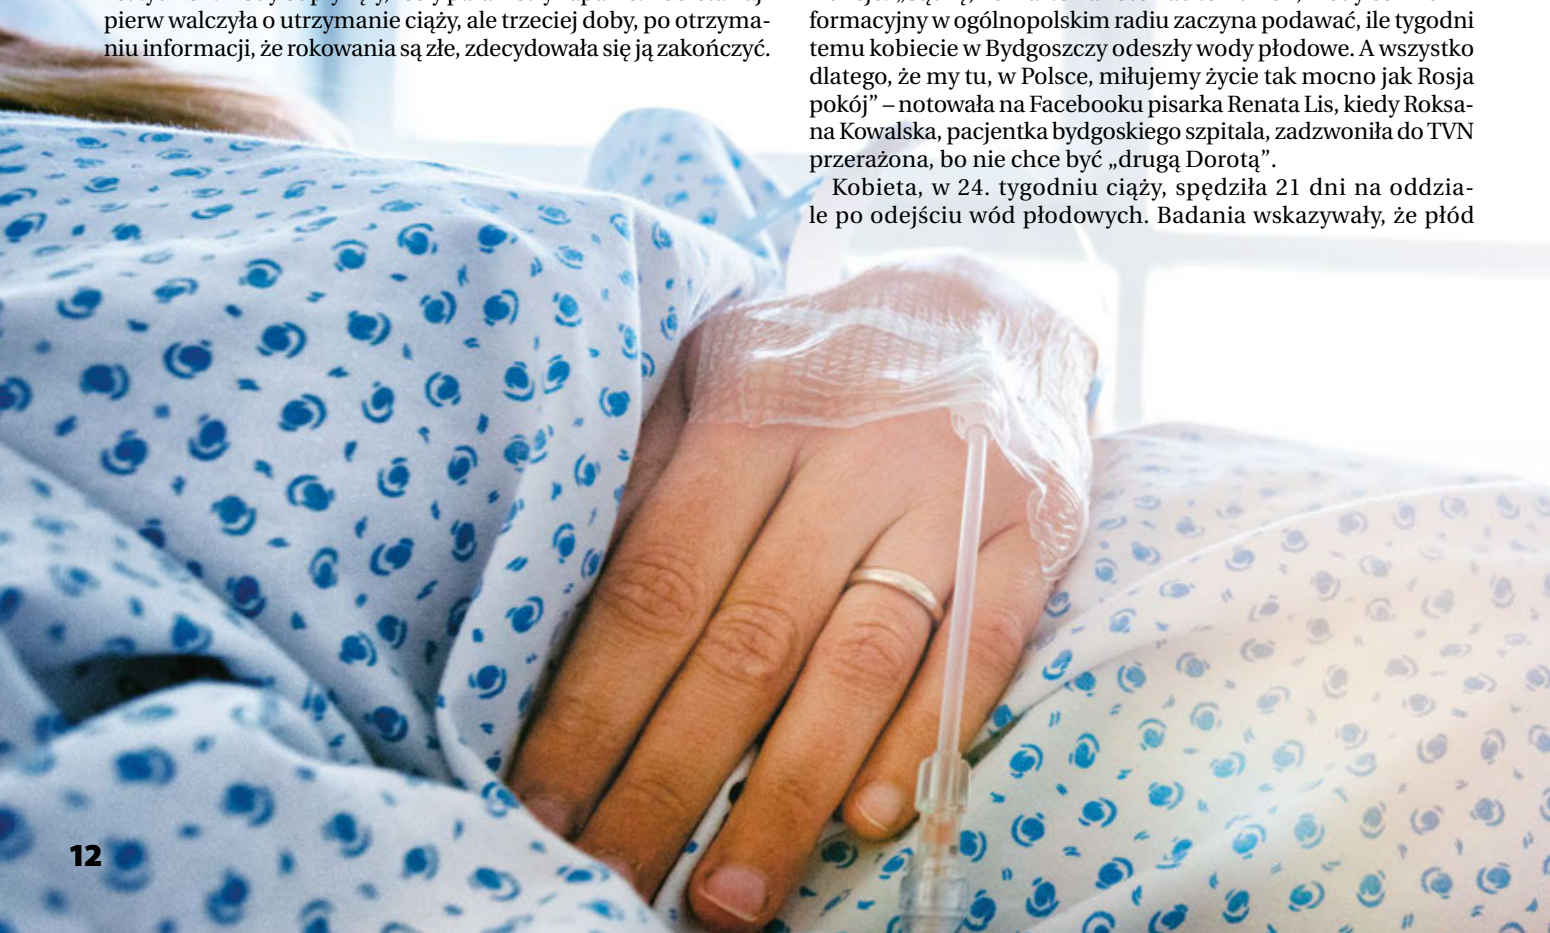 pierw walczyła o utrzymanie ciąży, ale trzeciej doby, po otrzyma-
niu informacji, że rokowania są złe, zdecydowała się ją zakończyć.
formacyjny w ogólnopolskim radiu zaczyna podawać, ile tygodni
temu kobiecie w Bydgoszczy odeszły wody płodowe. A wszystko
dlatego, że my tu, w Polsce, miłujemy życie tak mocno jak Rosja
pokój” – notowała na Facebooku pisarka Renata Lis, kiedy Roksa-
na Kowalska, pacjentka bydgoskiego szpitala, zadzwoniła do TVN
przerażona, bo nie chce być „drugą Dorotą”.
Kobieta, w 24. tygodniu ciąży, spędziła 21 dni na oddzia-
le po odejściu wód płodowych. Badania wskazywały, że płód
12